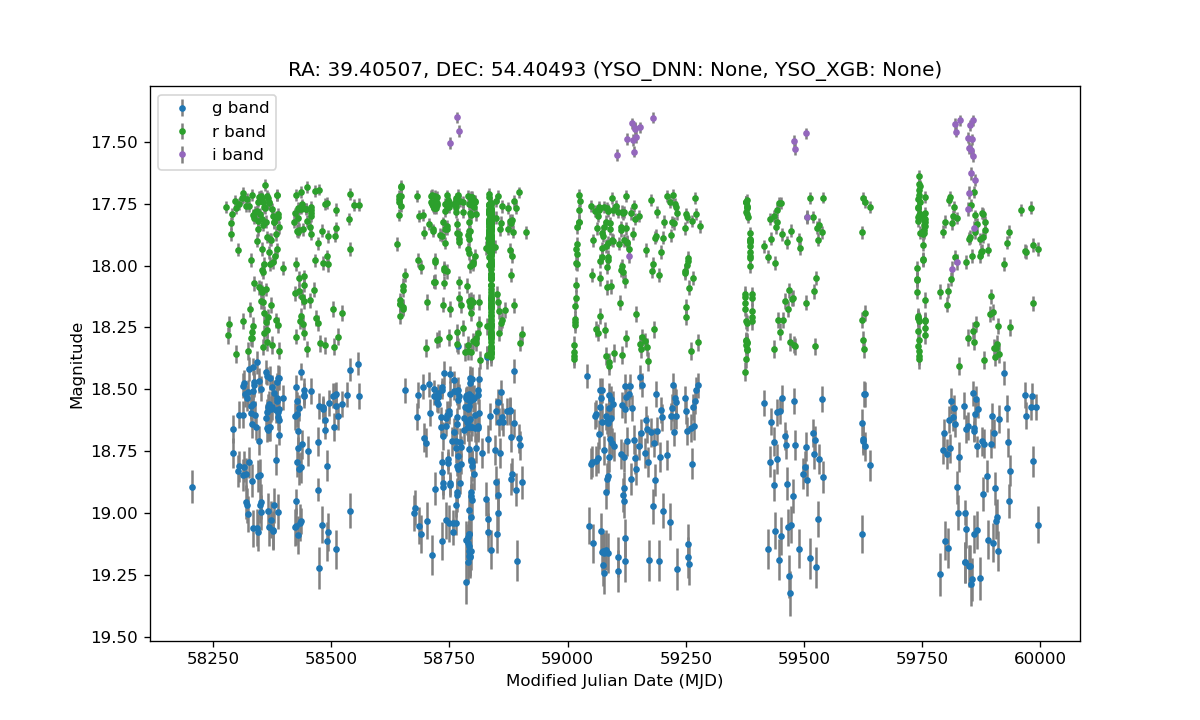 RA: 39.40507, DEC: 54.40493 (YSO_DNN: None, YSO_XGB: None)
g band
r band
i band
17.50
17.75
18.00
18.25
18.50
18.75
19.00
19.25
19.50
Magnitude
58250 58500 58750 59000 59250 59500 59750 60000
Modified Julian Date (MJD)